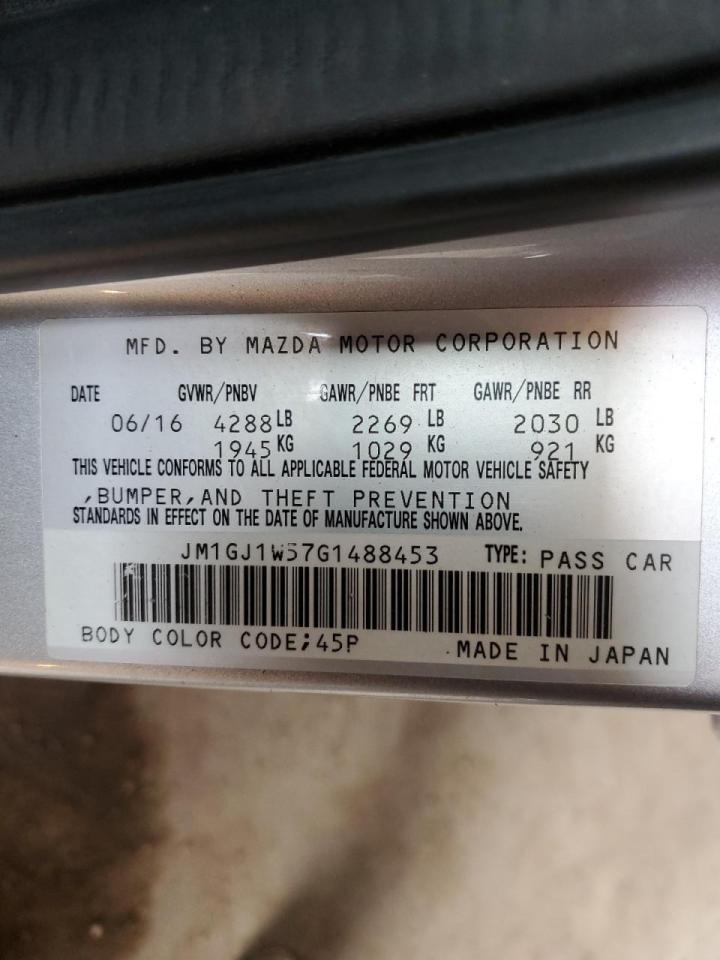 MFD. BY MAZDA MOTOR CORPORATION
DATE GVWR/PNBV GAWR/PNBE FRT GAWR/PNBE RR
06/16 4288 LB 2269 LB 2030 LB
1945 KG 1029 KG 921 KG
THIS VEHICLE CONFORMS TO ALL APPLICABLE FEDERAL MOTOR VEHICLE SAFETY
,BUMPER,AND THEFT PREVENTION
STANDARDS IN EFFECT ON THE DATE OF MANUFACTURE SHOWN ABOVE.
JM1GJ1W57G1488453 TYPE: PASS CAR
BODY COLOR CODE;45P MADE IN JAPAN